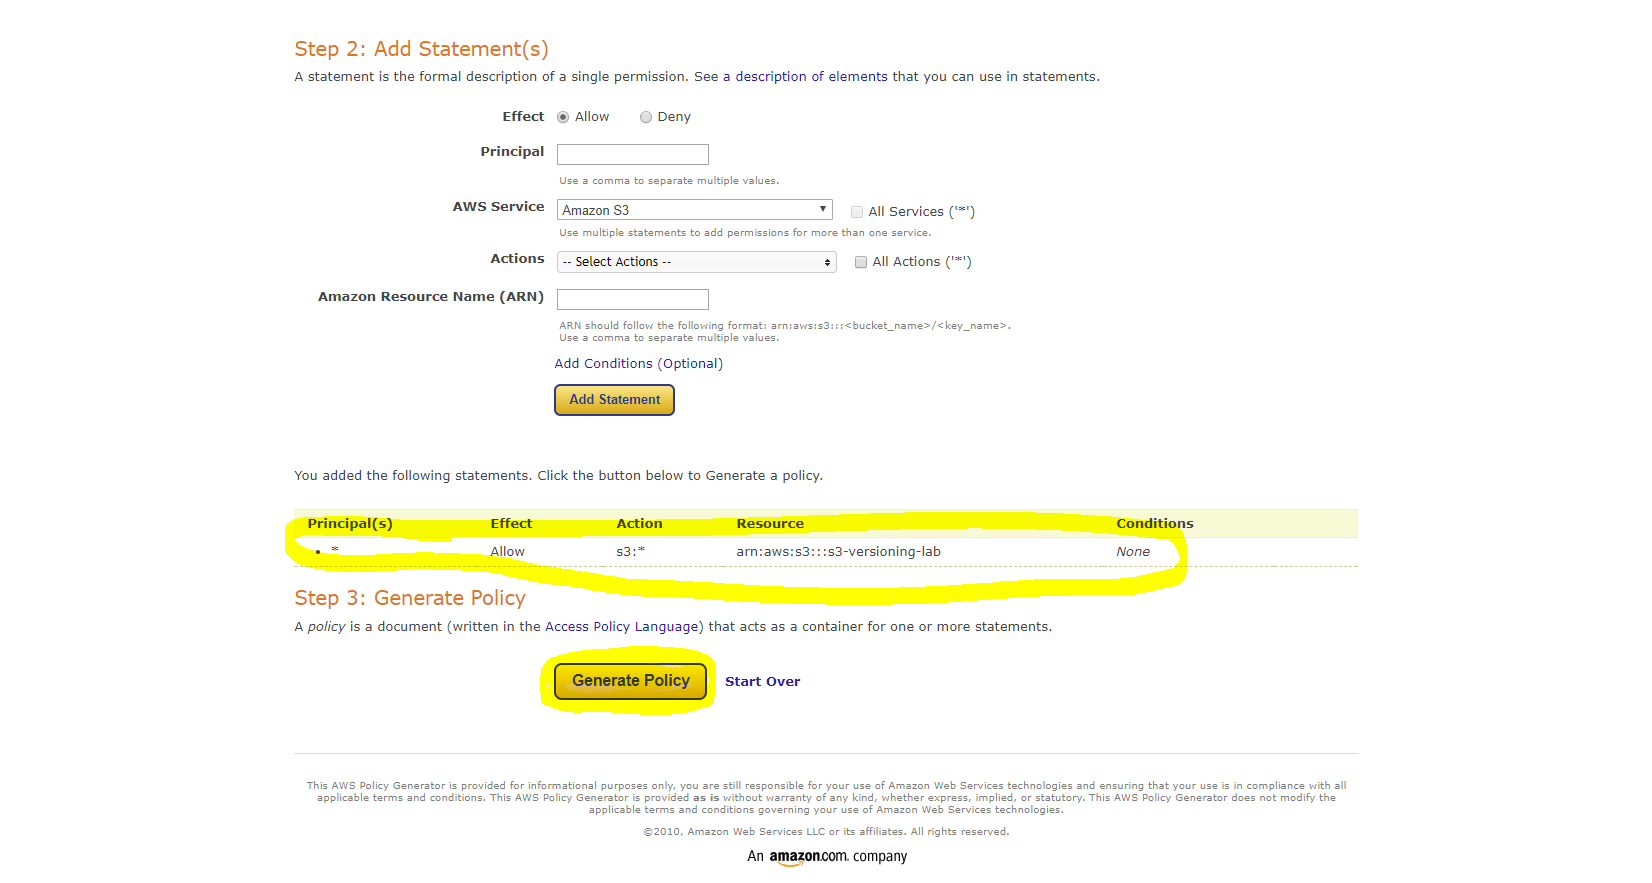 Step 2: Add Statement(s)
A statement is the formal description of a single permission. See a description of elements that you can use in statements.
Effect Allow Deny
Principal
Use a comma to separate multiple values.
AWS Service Amazon S3 All Services ('*')
Use multiple statements to add permissions for more than one service.
Actions -- Select Actions -- All Actions ('*')
Amazon Resource Name (ARN)
ARN should follow the following format: arn:aws:s3:::<bucket_name>/<key_name>.
Use a comma to separate multiple values.
Add Conditions (Optional)
Add Statement
You added the following statements. Click the button below to Generate a policy.
Principal(s) Effect Action Resource Conditions
• * Allow s3:* arn:aws:s3:::s3-versioning-lab None
Step 3: Generate Policy
A policy is a document (written in the Access Policy Language) that acts as a container for one or more statements.
Generate Policy Start Over
This AWS Policy Generator is provided for informational purposes only, you are still responsible for your use of Amazon Web Services technologies and ensuring that your use is in compliance with all
applicable terms and conditions. This AWS Policy Generator is provided as is without warranty of any kind, whether express, implied, or statutory. This AWS Policy Generator does not modify the
applicable terms and conditions governing your use of Amazon Web Services technologies.
©2010, Amazon Web Services LLC or its affiliates. All rights reserved.
An amazon.com. company